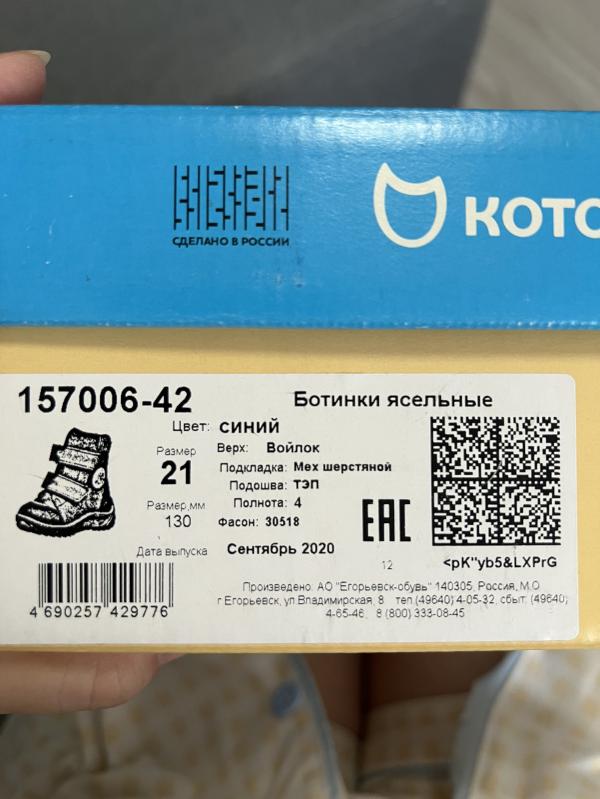 СДЕЛАНО В РОССИИ
КОТО
157006-42
Ботинки ясельные
Цвет: синий
Размер
21
Размер,мм
130
Верх: Войлок
Подкладка: Мех шерстяной
Подошва: ТЭП
Полнота: 4
Фасон: 30518
EAC
Дата выпуска Сентябрь 2020
12
<pK"yb5&LXPrG
4 690257 429776
Произведено: АО "Егорьевск-обувь" 140305, Россия, М.О
г Егорьевск, ул.Владимирская, 8 тел.(49640) 4-05-32, сбыт: (49640)
4-65-46, 8 (800) 333-08-45